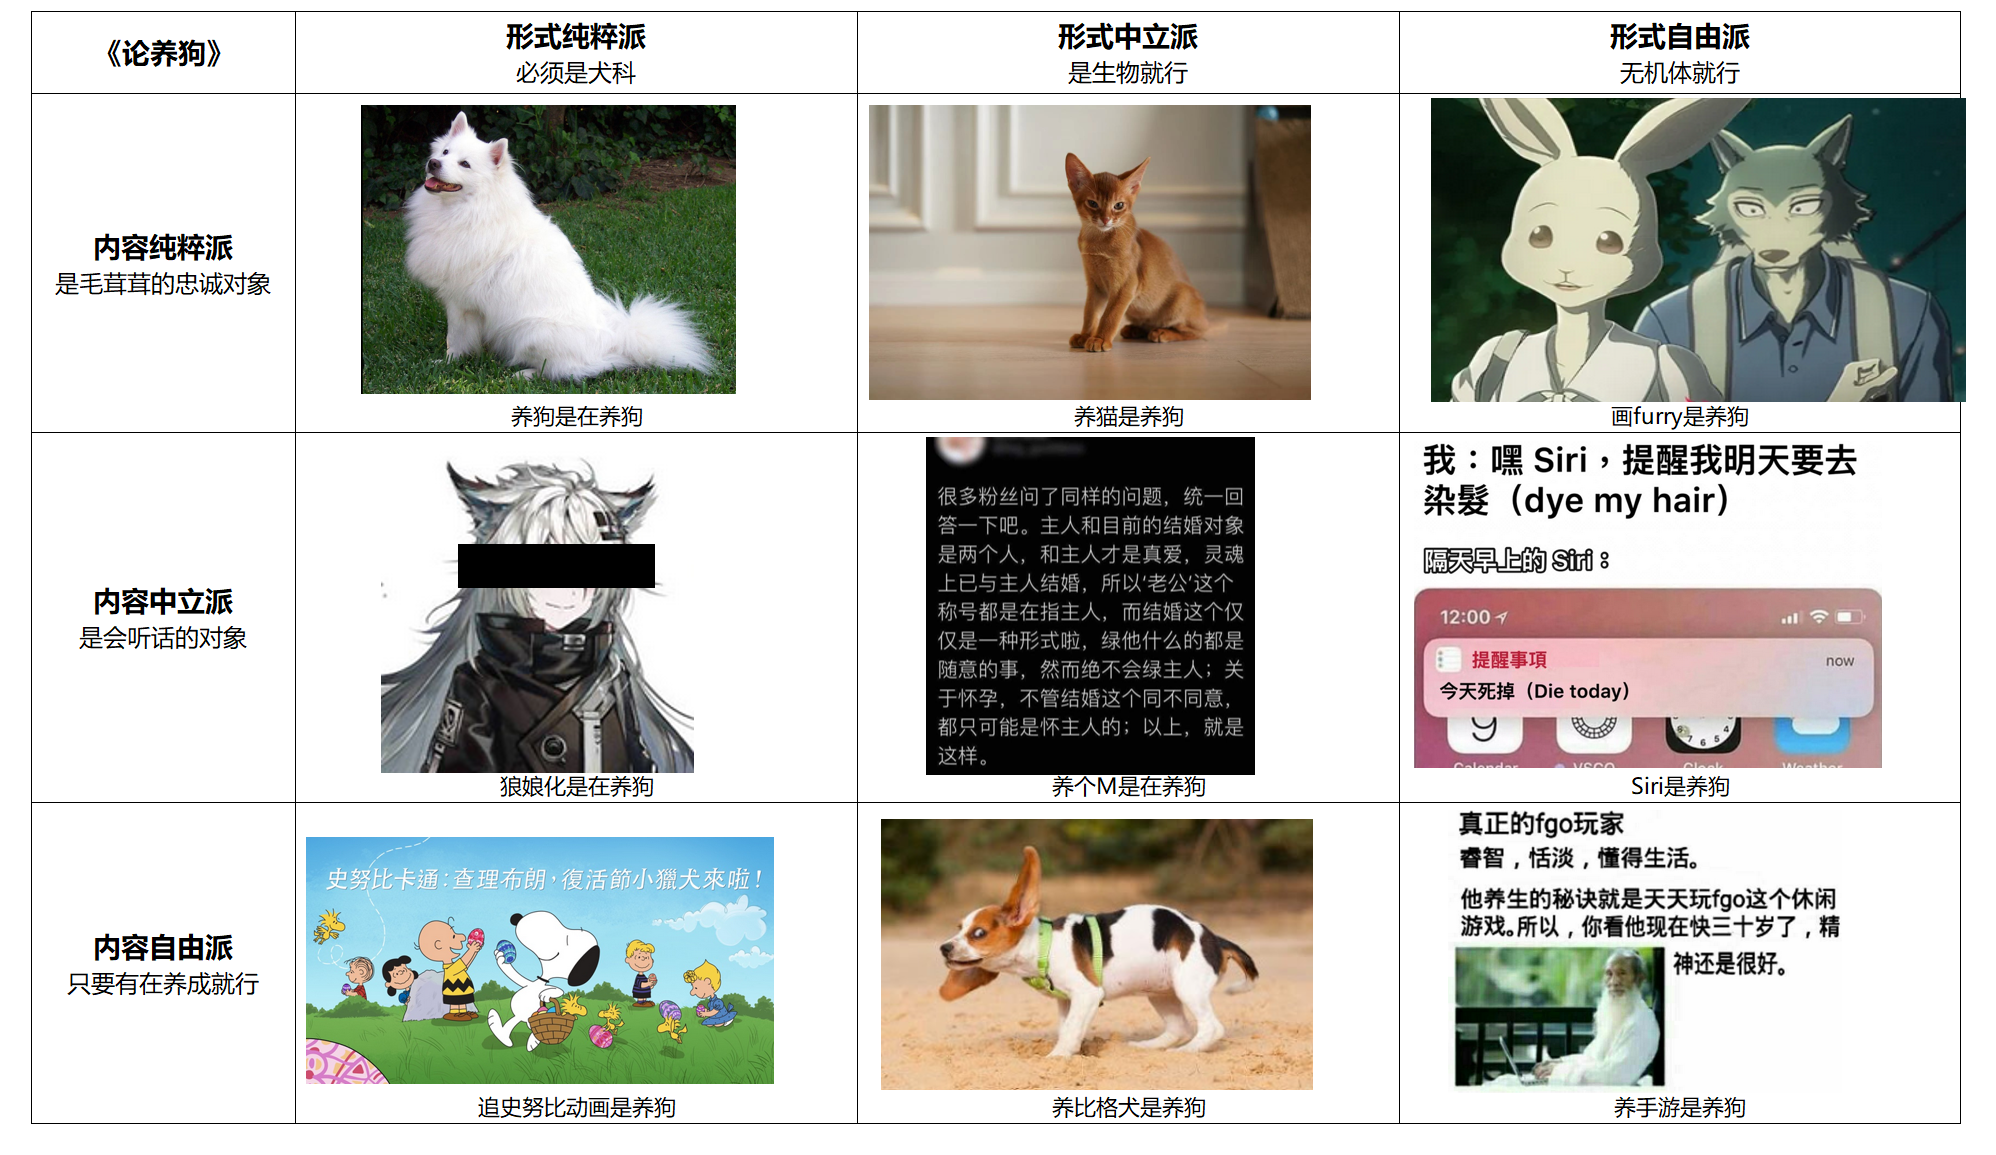 《论养狗》
形式纯粹派
必须是犬科
形式中立派
是生物就行
形式自由派
无机体就行
内容纯粹派
是毛茸茸的忠诚对象
养狗是在养狗
养猫是养狗
画furry是养狗
内容中立派
是会听话的对象
狼娘化是在养狗
很多粉丝问了同样的问题，统一回
答一下吧。主人和目前的结婚对象
是两个人，和主人才是真爱，灵魂
上已与主人结婚，所以‘老公’这个
称号都是在指主人，而结婚这个仅
仅是一种形式啦，绿他什么的都是
随意的事，然而绝不会绿主人；关
于怀孕，不管结婚这个同不同意，
都只可能是怀主人的；以上，就是
这样。
养个M是在养狗
我：嘿 Siri，提醒我明天要去
染髮（dye my hair）
隔天早上的 Siri：
12:00
提醒事項
now
今天死掉（Die today）
9
Calendar
VSCO
Clock
Weather
Siri是养狗
内容自由派
只要有在养成就行
史努比卡通：查理布朗，復活節小獵犬來啦！
追史努比动画是养狗
养比格犬是养狗
真正的fgo玩家
睿智，恬淡，懂得生活。
他养生的秘诀就是天天玩fgo这个休闲
游戏。所以，你看他现在快三十岁了，精
神还是很好。
养手游是养狗